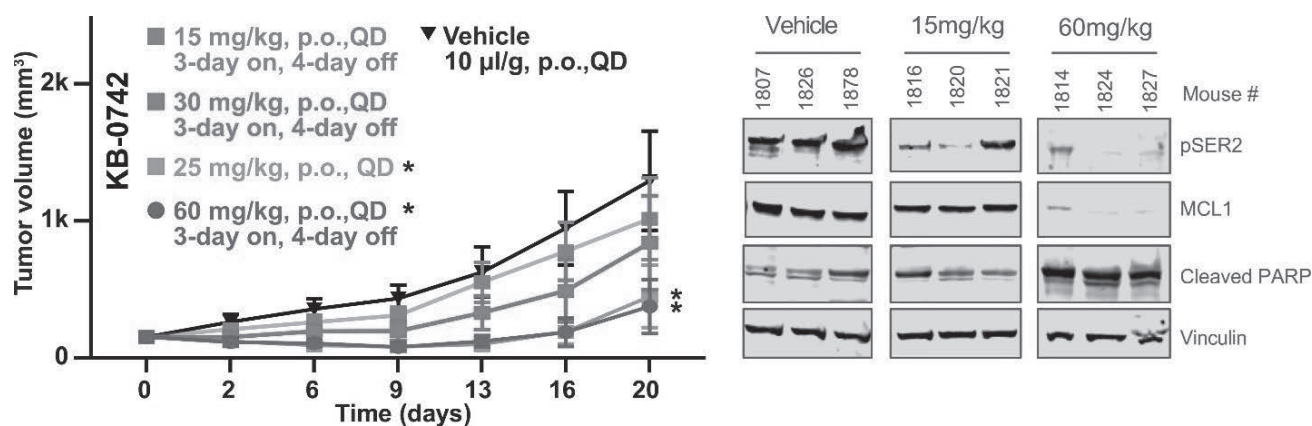 Tumor volume (mm³)
KB-0742
2k
1k
0
15 mg/kg, p.o.,QD
3-day on, 4-day off
30 mg/kg, p.o.,QD
3-day on, 4-day off
25 mg/kg, p.o., QD *
60 mg/kg, p.o.,QD *
3-day on, 4-day off
Vehicle
10 µl/g, p.o.,QD
*
*
0 2 6 9 13 16 20
Time (days)
Vehicle 15mg/kg 60mg/kg
1807 1826 1878 1816 1820 1821 1814 1824 1827 Mouse #
pSER2
MCL1
Cleaved PARP
Vinculin